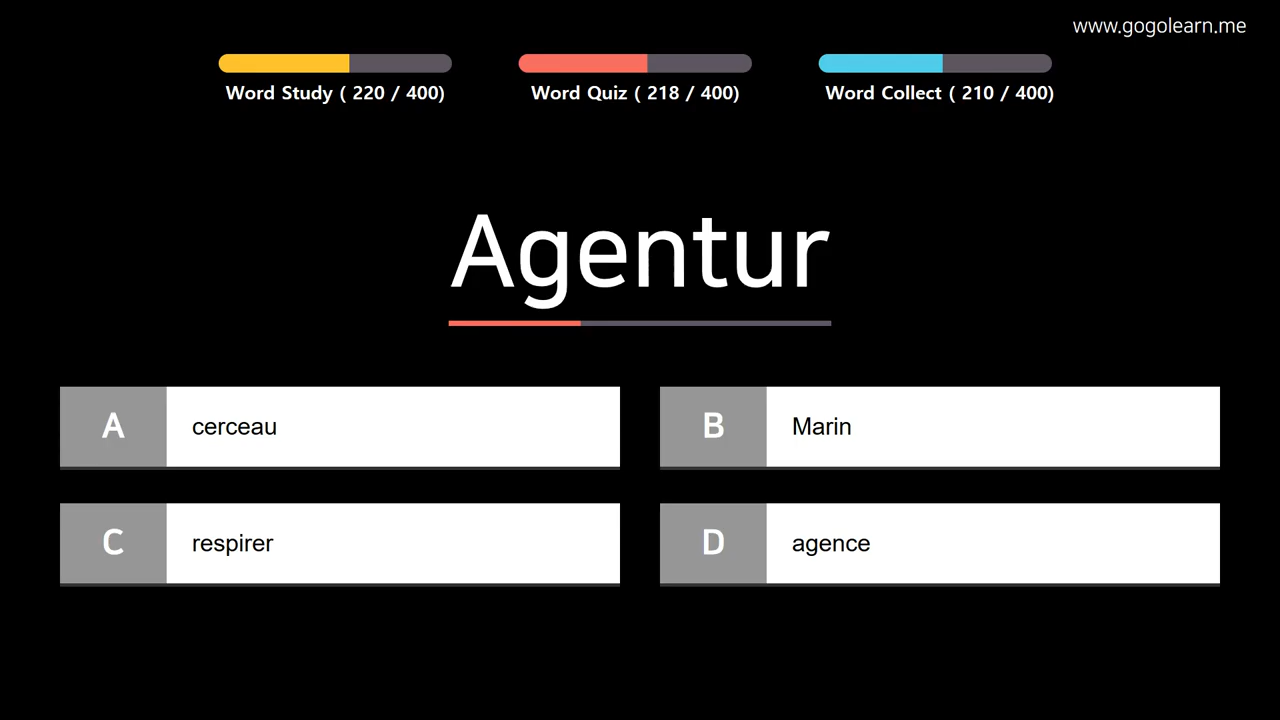 www.gogolearn.me
Word Study ( 220 / 400)
Word Quiz ( 218 / 400)
Word Collect ( 210 / 400)
Agentur
A
cerceau
B
Marin
C
respirer
D
agence